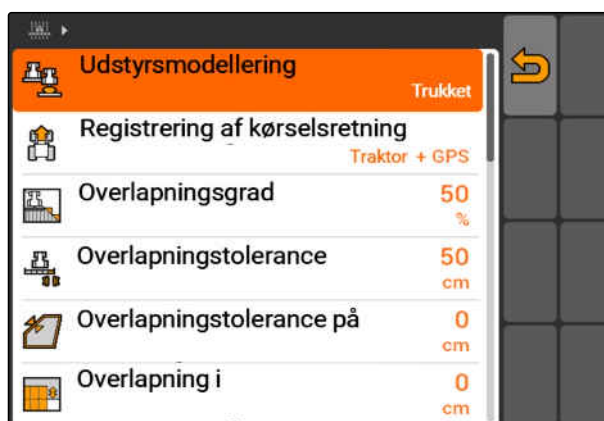 Udstyrsmodellering
Trukket
Registrering af kørselsretning
Traktor + GPS
Overlapningsgrad
50
%
Overlapningstolerance
50
cm
Overlapningstolerance på
0
cm
Overlapning i
0
cm